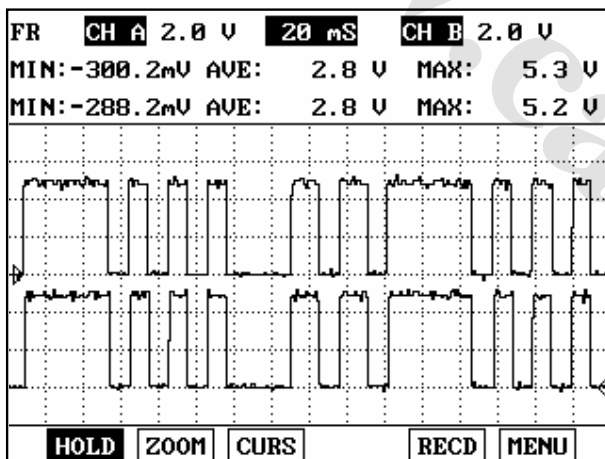 FR CH A 2.0 V 20 mS CH B 2.0 V
MIN:-300.2mV AVE: 2.8 V MAX: 5.3 V
MIN:-288.2mV AVE: 2.8 V MAX: 5.2 V
HOLD ZOOM CURS RECD MENU